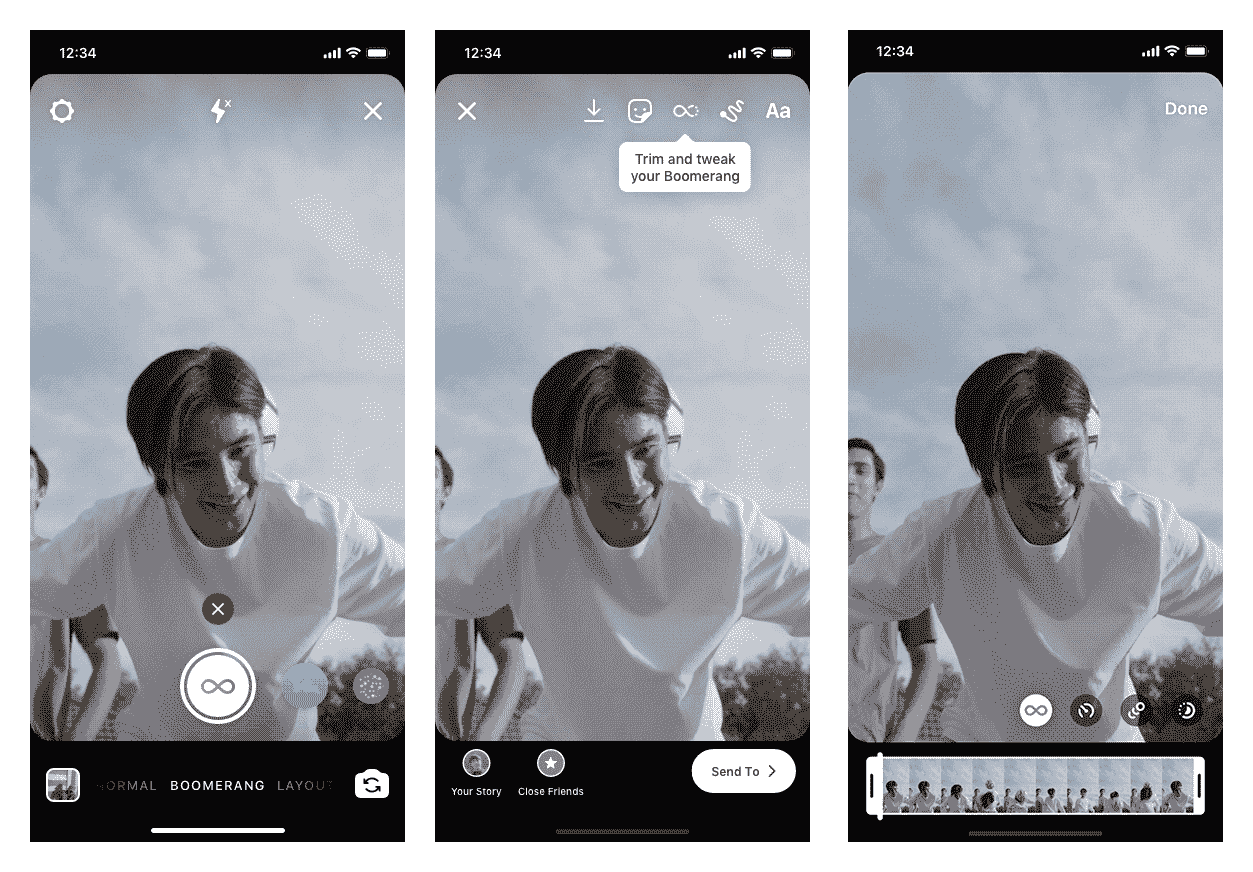 12:34
NORMAL BOOMERANG LAYOUT
12:34
Aa
Trim and tweak
your Boomerang
Your Story
Close Friends
Send To
12:34
Done